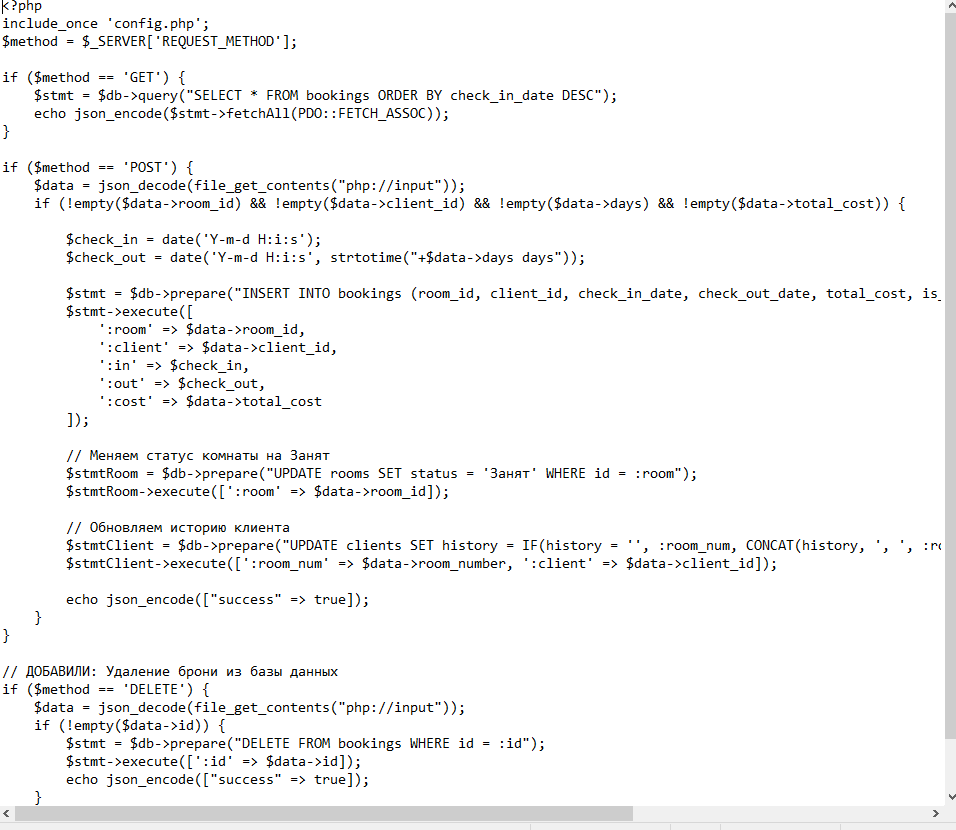 <?php
include_once 'config.php';
$method = $_SERVER['REQUEST_METHOD'];

if ($method == 'GET') {
    $stmt = $db->query("SELECT * FROM bookings ORDER BY check_in_date DESC");
    echo json_encode($stmt->fetchAll(PDO::FETCH_ASSOC));
}

if ($method == 'POST') {
    $data = json_decode(file_get_contents("php://input"));
    if (!empty($data->room_id) && !empty($data->client_id) && !empty($data->days) && !empty($data->total_cost)) {

        $check_in = date('Y-m-d H:i:s');
        $check_out = date('Y-m-d H:i:s', strtotime("+$data->days days"));

        $stmt = $db->prepare("INSERT INTO bookings (room_id, client_id, check_in_date, check_out_date, total_cost, is_
        $stmt->execute([
            ':room' => $data->room_id,
            ':client' => $data->client_id,
            ':in' => $check_in,
            ':out' => $check_out,
            ':cost' => $data->total_cost
        ]);

        // Меняем статус комнаты на Занят
        $stmtRoom = $db->prepare("UPDATE rooms SET status = 'Занят' WHERE id = :room");
        $stmtRoom->execute([':room' => $data->room_id]);

        // Обновляем историю клиента
        $stmtClient = $db->prepare("UPDATE clients SET history = IF(history = '', :room_num, CONCAT(history, ', ',
        $stmtClient->execute([':room_num' => $data->room_number, ':client' => $data->client_id]);

        echo json_encode(["success" => true]);
    }
}

// ДОБАВИЛИ: Удаление брони из базы данных
if ($method == 'DELETE') {
    $data = json_decode(file_get_contents("php://input"));
    if (!empty($data->id)) {
        $stmt = $db->prepare("DELETE FROM bookings WHERE id = :id");
        $stmt->execute([':id' => $data->id]);
        echo json_encode(["success" => true]);
    }